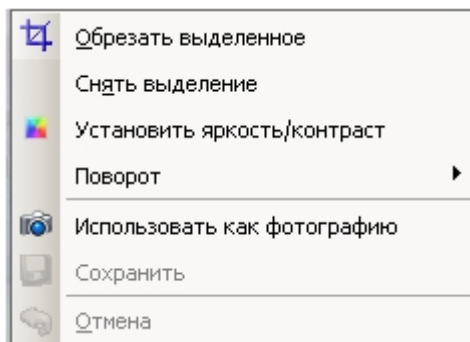 Обрезать выделенное
Снять выделение
Установить яркость/контраст
Поворот
Использовать как фотографию
Сохранить
Отмена